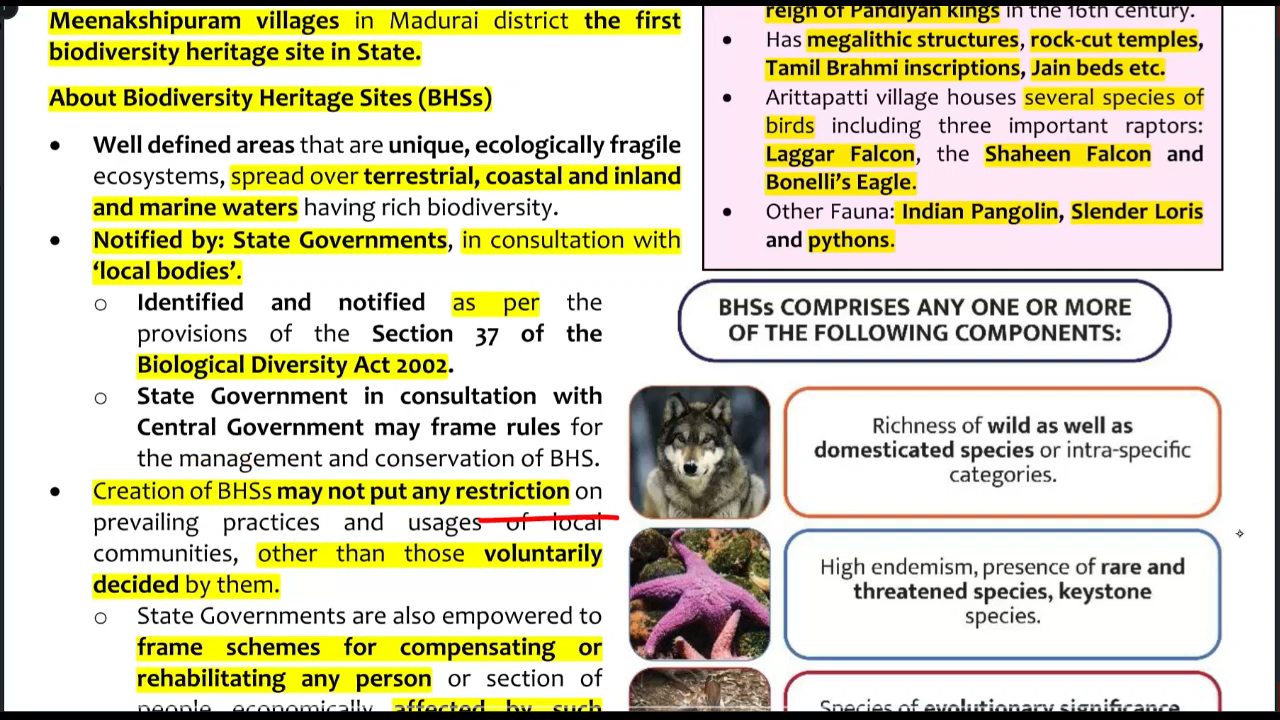 Meenakshipuram villages in Madurai district the first
biodiversity heritage site in State.
About Biodiversity Heritage Sites (BHSs)
• Well defined areas that are unique, ecologically fragile
ecosystems, spread over terrestrial, coastal and inland
and marine waters having rich biodiversity.
• Notified by: State Governments, in consultation with
‘local bodies’.
o Identified and notified as per the
provisions of the Section 37 of the
Biological Diversity Act 2002.
o State Government in consultation with
Central Government may frame rules for
the management and conservation of BHS.
• Creation of BHSs may not put any restriction on
prevailing practices and usages of local
communities, other than those voluntarily
decided by them.
o State Governments are also empowered to
frame schemes for compensating or
rehabilitating any person or section of
people economically affected by such
reign of Pandiyan kings in the 16th century.
• Has megalithic structures, rock-cut temples,
Tamil Brahmi inscriptions, Jain beds etc.
• Arittapatti village houses several species of
birds including three important raptors:
Laggar Falcon, the Shaheen Falcon and
Bonelli’s Eagle.
• Other Fauna: Indian Pangolin, Slender Loris
and pythons.
BHSs COMPRISES ANY ONE OR MORE
OF THE FOLLOWING COMPONENTS:
Richness of wild as well as
domesticated species or intra-specific
categories.
High endemism, presence of rare and
threatened species, keystone
species.
Species of evolutionary significance